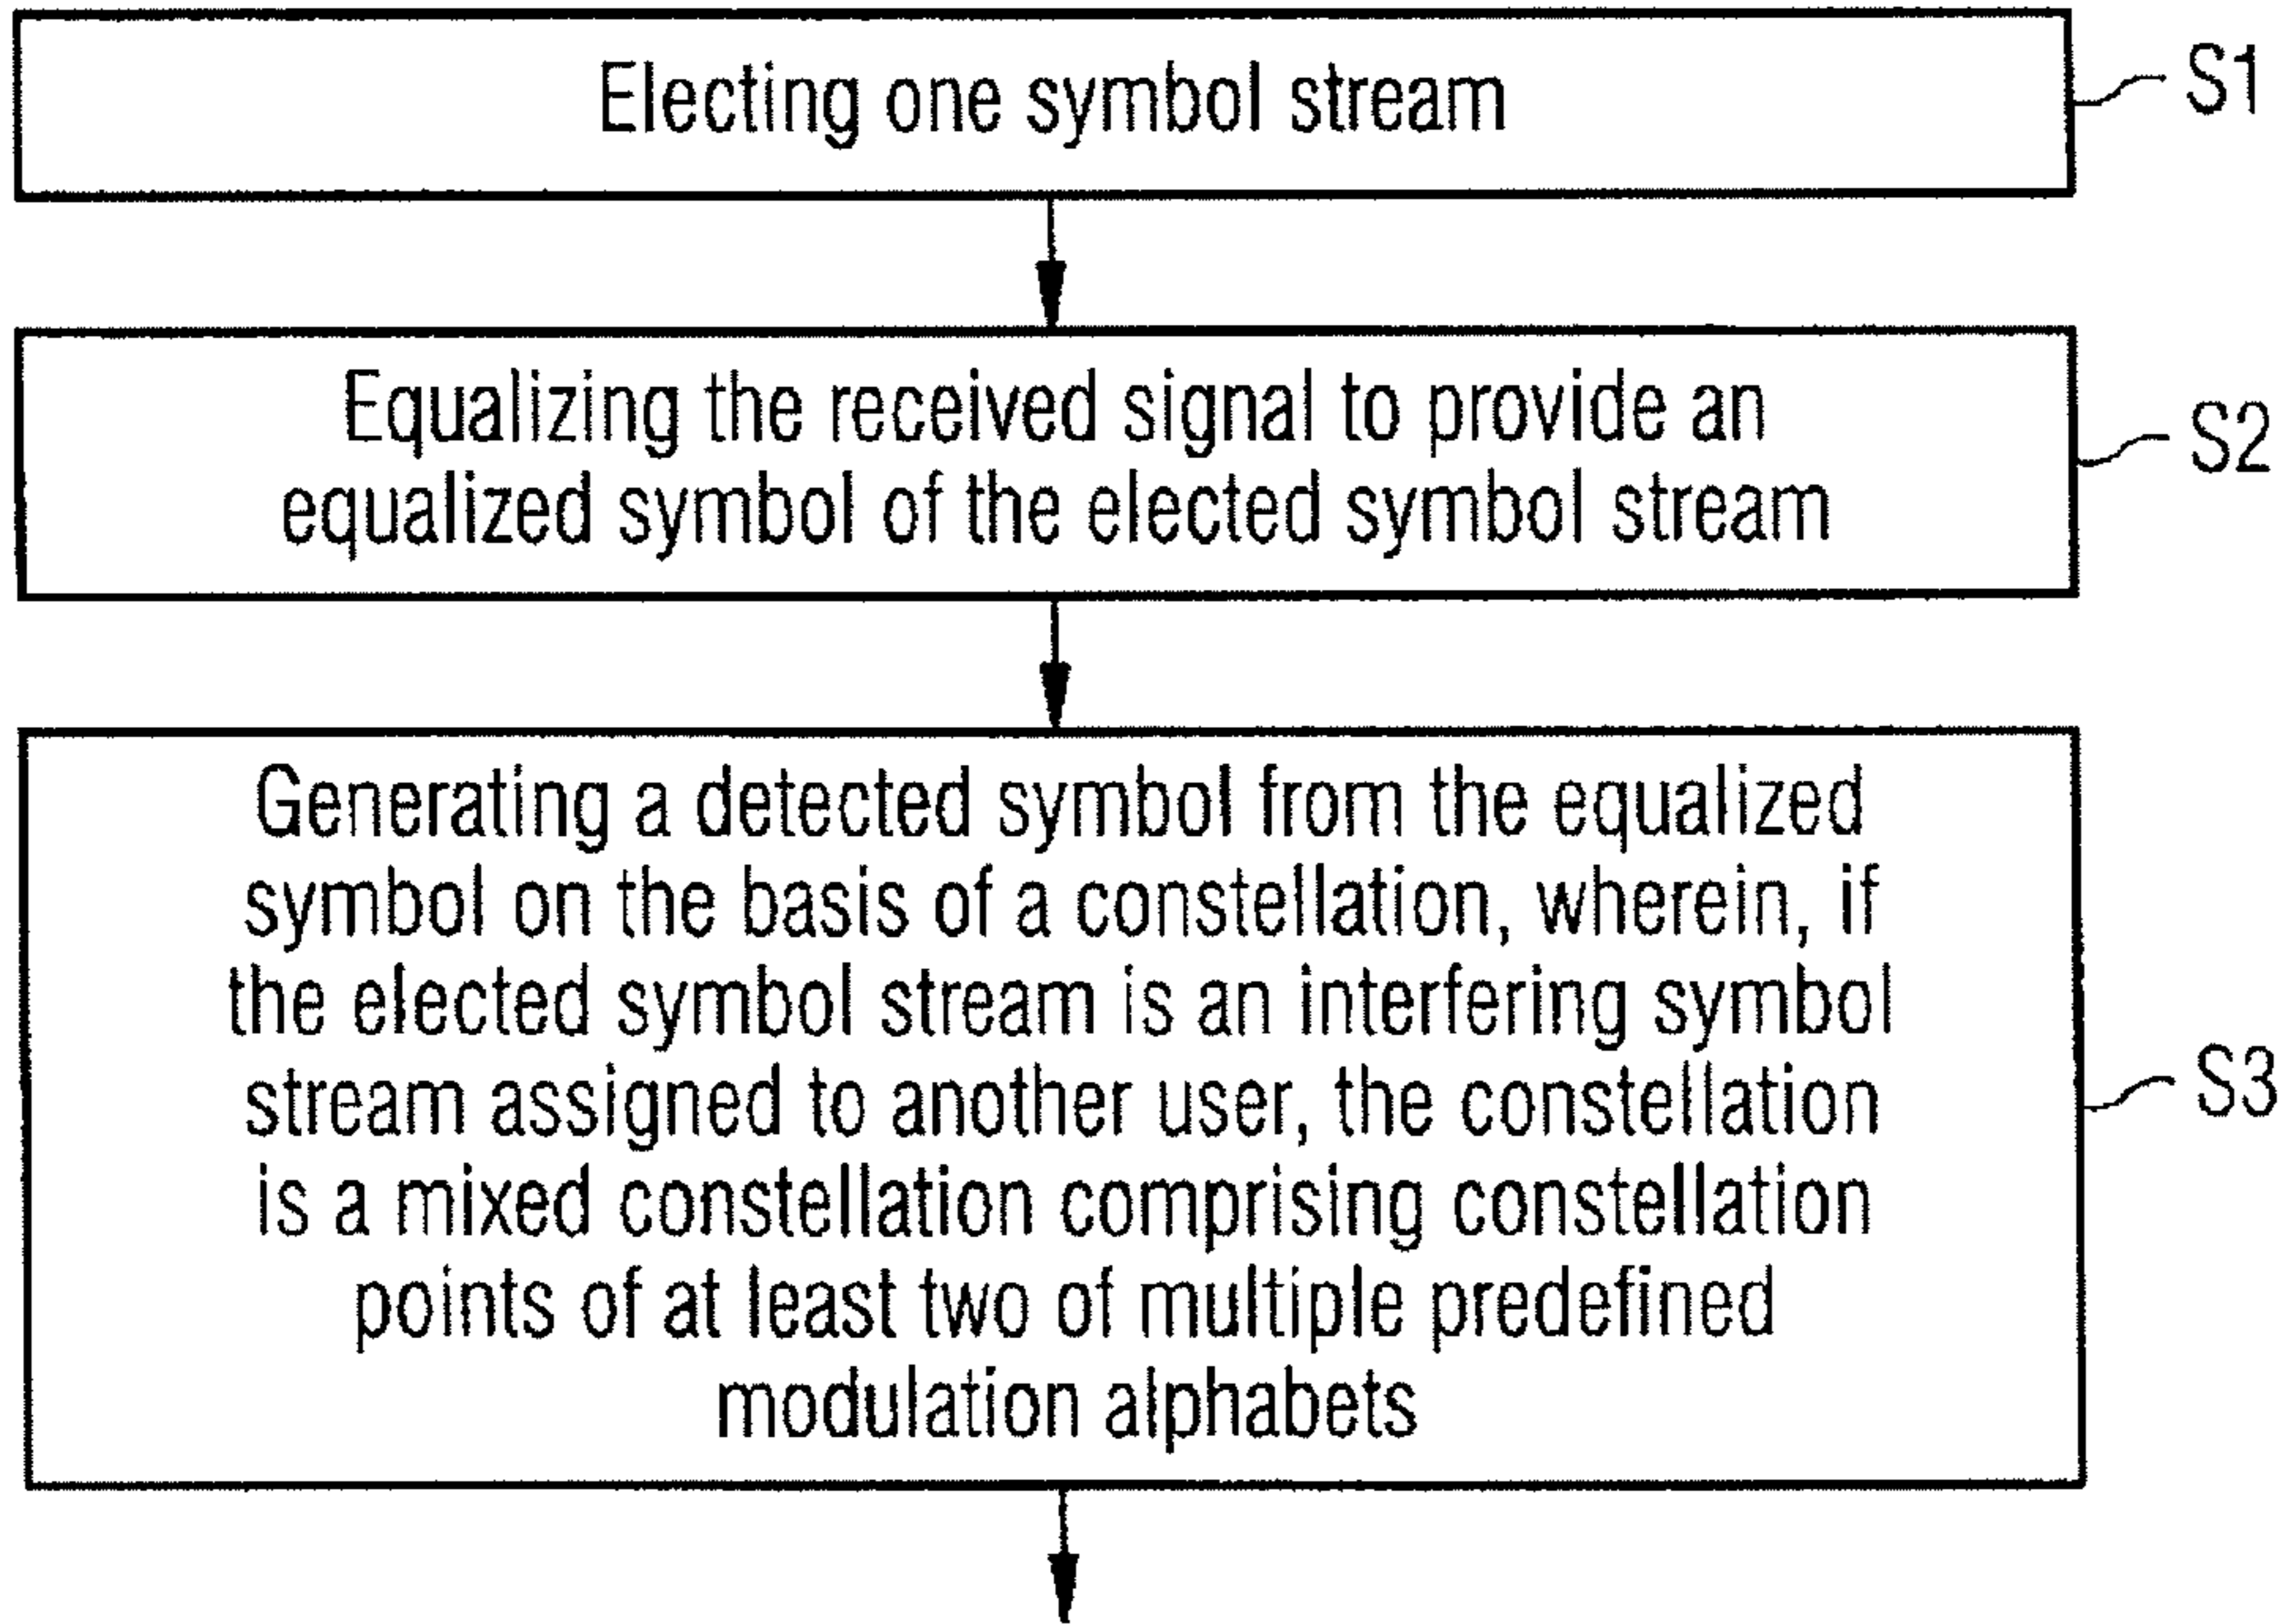 Electing one symbol stream
S1
Equalizing the received signal to provide an
equalized symbol of the elected symbol stream
S2
Generating a detected symbol from the equalized
symbol on the basis of a constellation, wherein, if
the elected symbol stream is an interfering symbol
stream assigned to another user, the constellation
is a mixed constellation comprising constellation
points of at least two of multiple predefined
modulation alphabets
S3